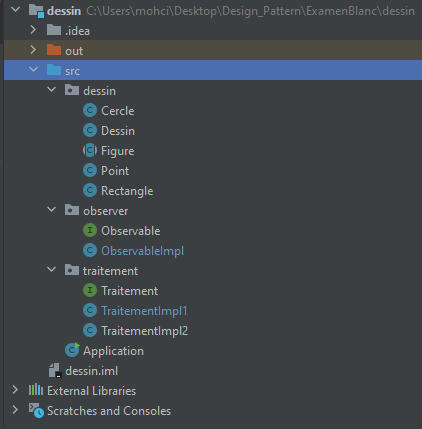 dessin C:\Users\mohci\Desktop\Design_Pattern\ExamenBlanc\dessin
.idea
out
src
dessin
Cercle
Dessin
Figure
Point
Rectangle
observer
Observable
ObservableImpl
traitement
Traitement
TraitementImpl1
TraitementImpl2
Application
dessin.iml
External Libraries
Scratches and Consoles